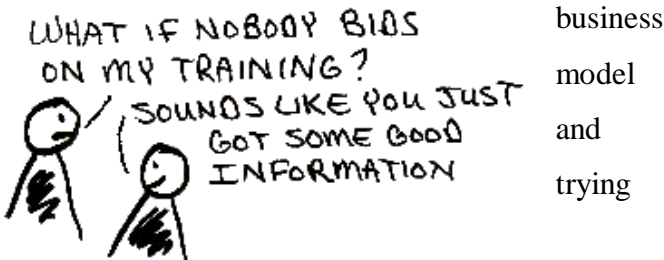 WHAT IF NOBODY BIDS
ON MY TRAINING?
SOUNDS LIKE YOU JUST
GOT SOME GOOD
INFORMATION
business
model
and
trying